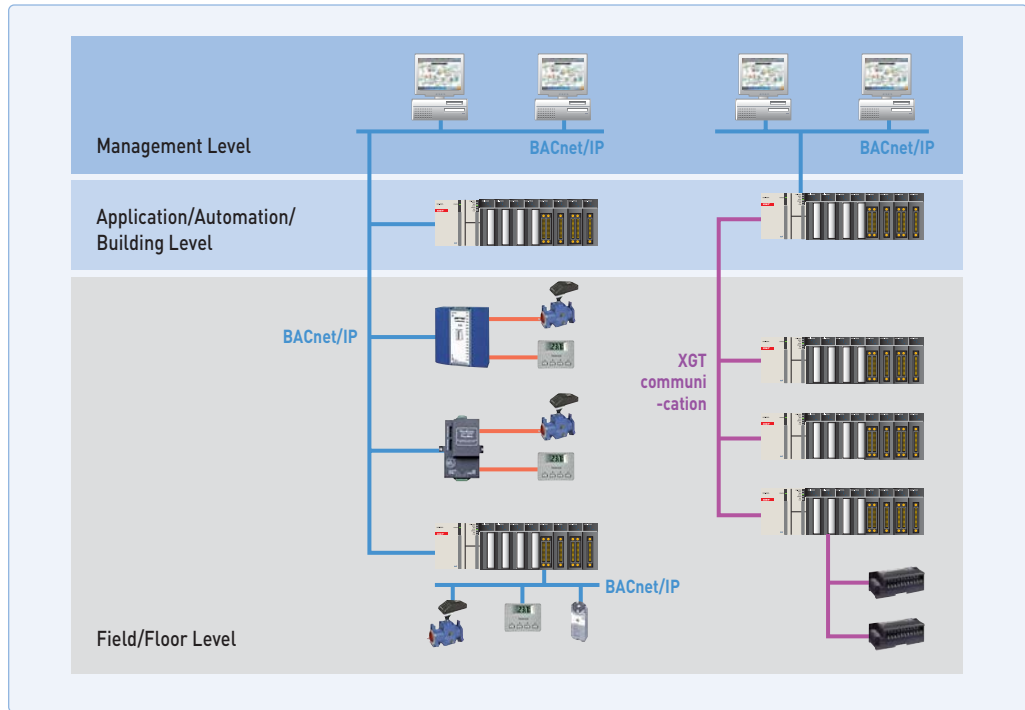 Management Level
BACnet/IP
BACnet/IP
Application/Automation/
Building Level
BACnet/IP
XGT
communi
-cation
BACnet/IP
Field/Floor Level